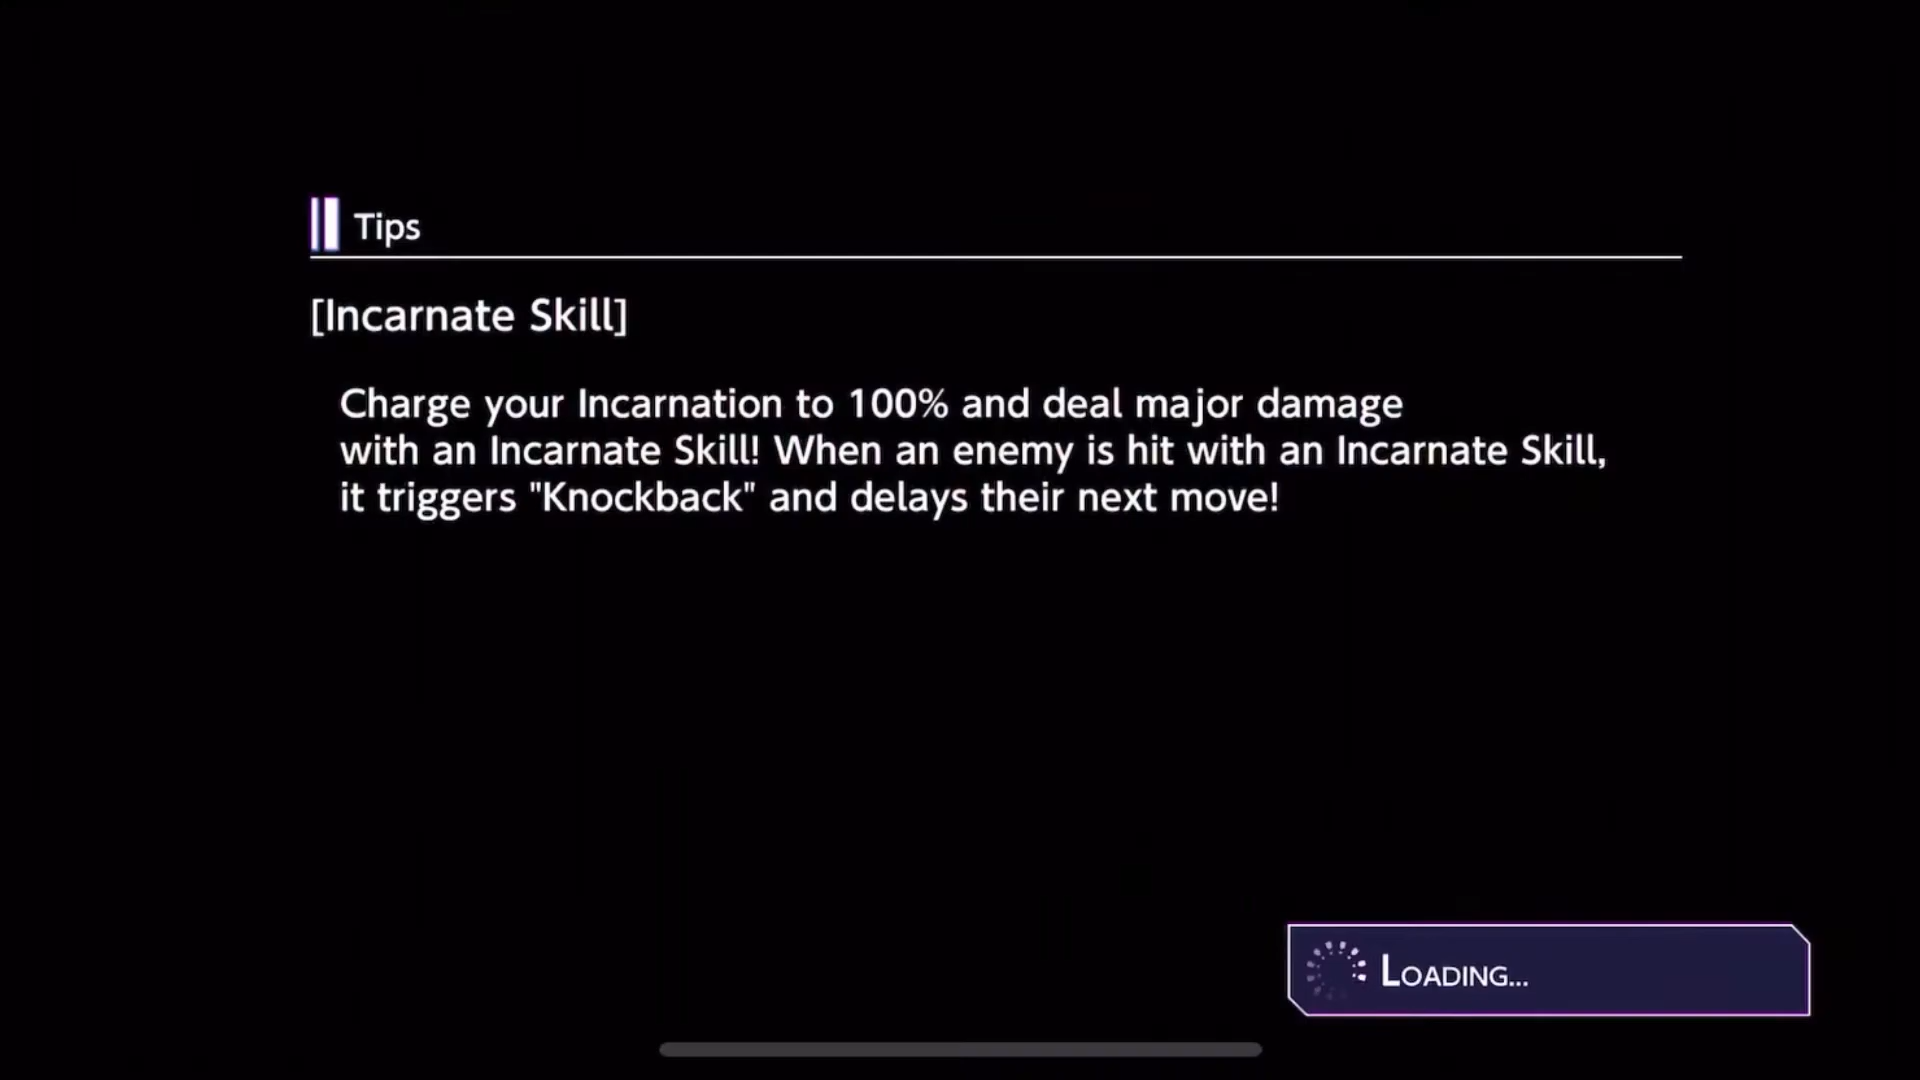 Tips
[Incarnate Skill]
Charge your Incarnation to 100% and deal major damage
with an Incarnate Skill! When an enemy is hit with an Incarnate Skill,
it triggers "Knockback" and delays their next move!
LOADING...